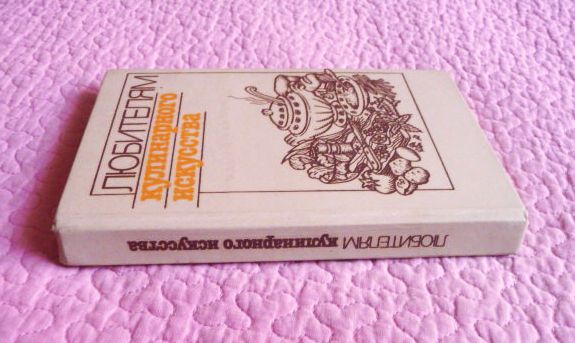 ЛЮБИТЕЛЯМ
кулинарного
искусства
ЛЮБИТЕЛЯМ кулинарного искусства